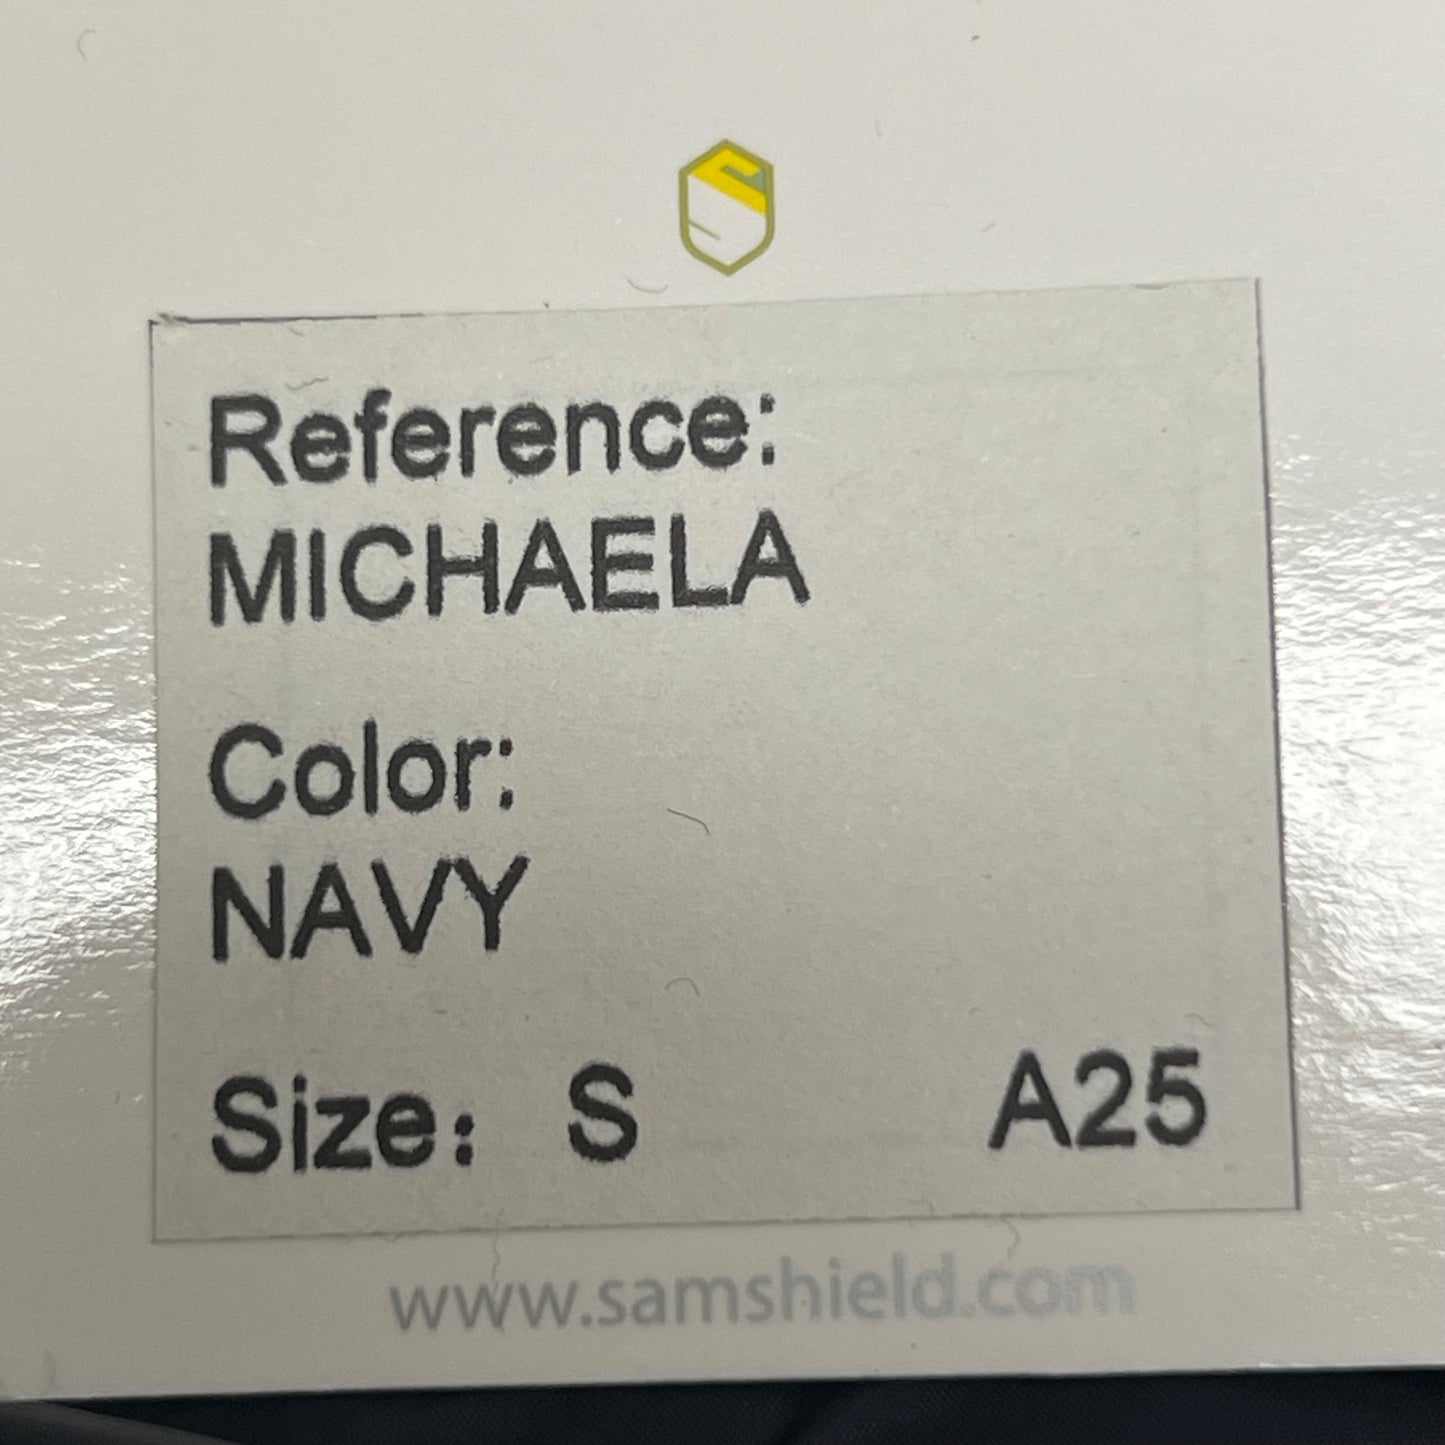 Reference:
MICHAELA
Color:
NAVY
Size: S A25
www.samshield.com